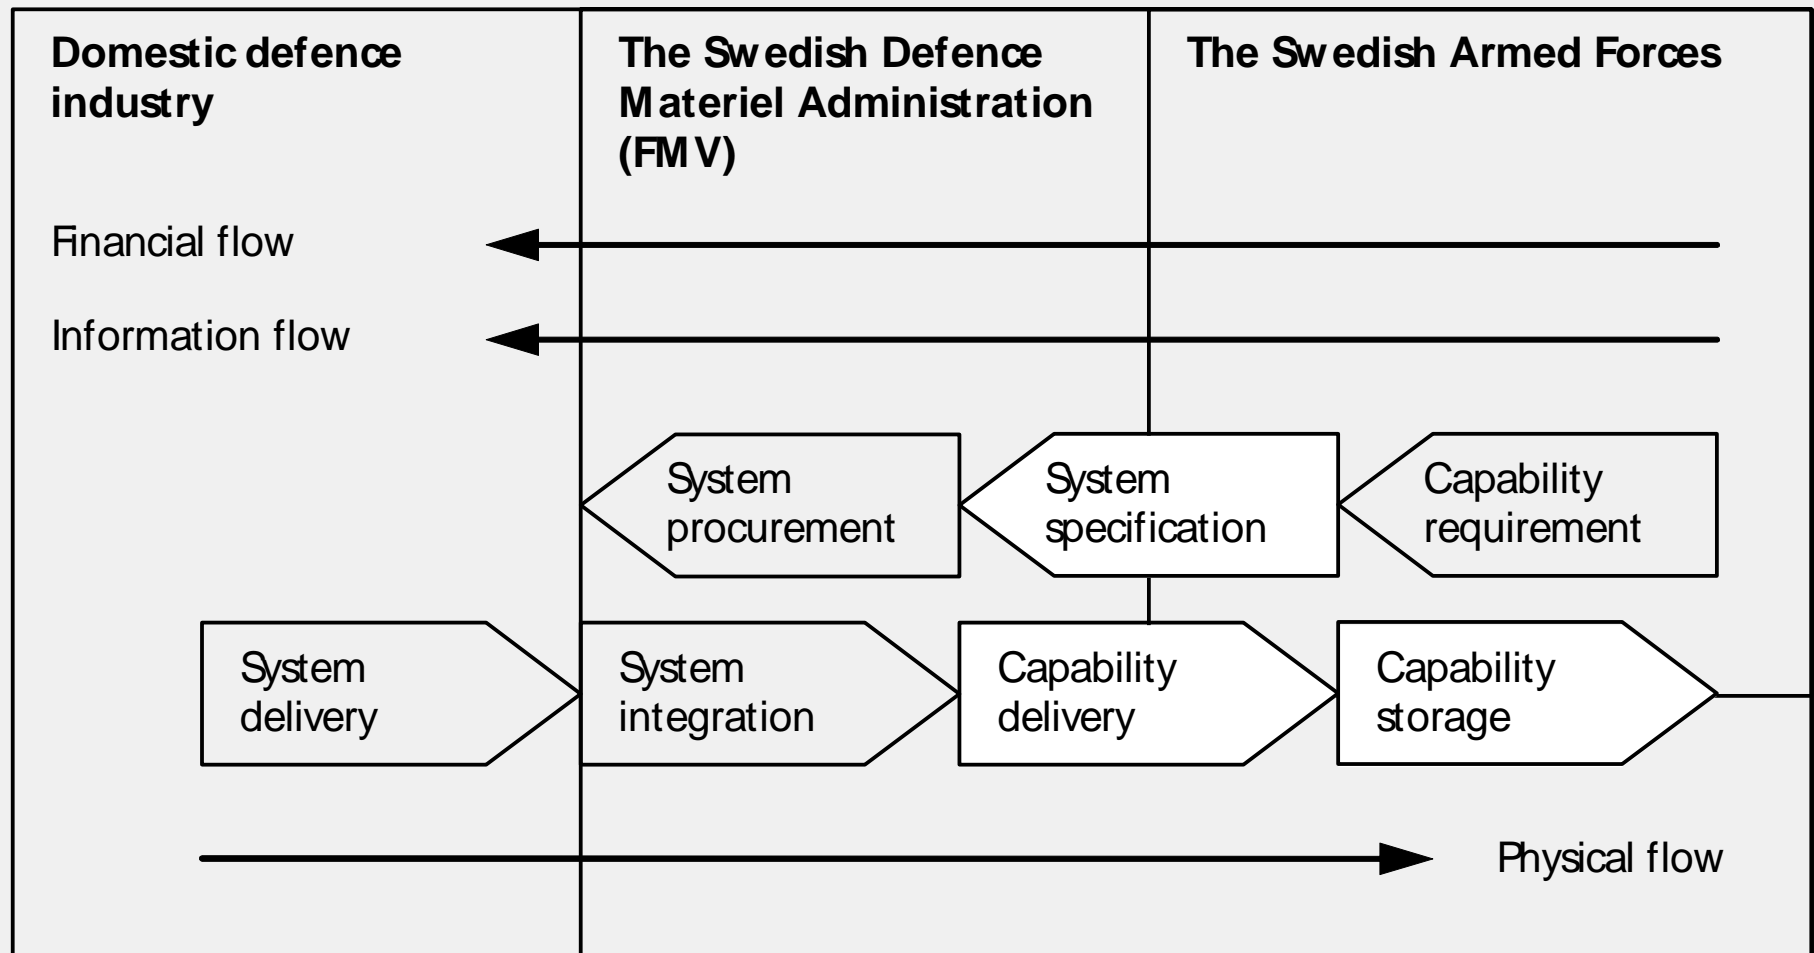 Domestic defence
industry
The Swedish Defence
Materiel Administration
(FMV)
The Swedish Armed Forces
Financial flow
Information flow
System
procurement
System
specification
Capability
requirement
System
delivery
System
integration
Capability
delivery
Capability
storage
Physical flow